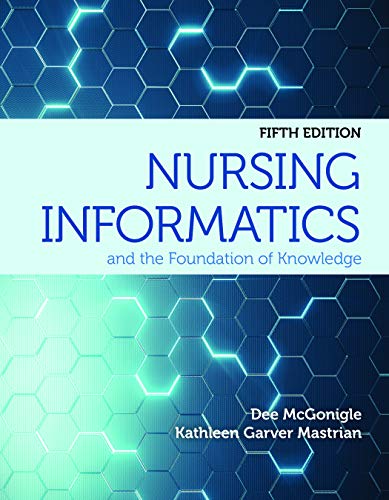 FIFTH EDITION
NURSING
INFORMATICS
and the Foundation of Knowledge
Dee McGonigle
Kathleen Garver Mastrian